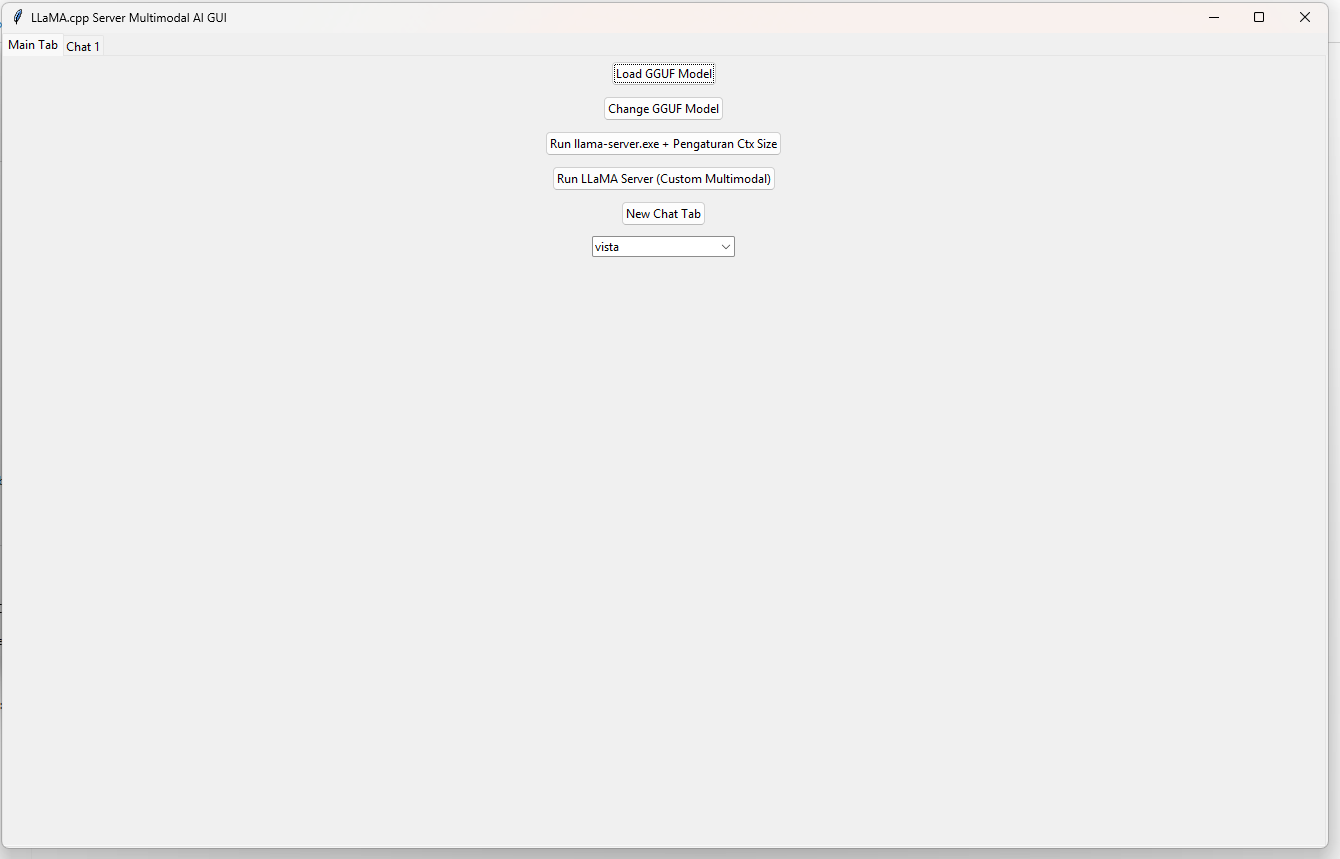 LLaMA.cpp Server Multimodal AI GUI
Main Tab
Chat 1
Load GGUF Model
Change GGUF Model
Run llama-server.exe + Pengaturan Ctx Size
Run LLaMA Server (Custom Multimodal)
New Chat Tab
vista